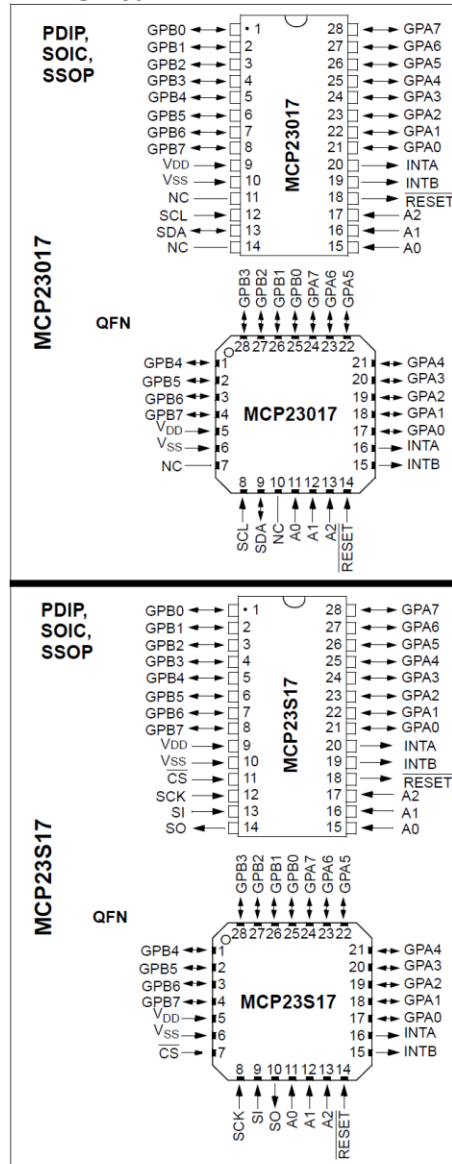 PDIP,
SOIC,
SSOP
MCP23017
GPB0 1 28 GPA7
GPB1 2 27 GPA6
GPB2 3 26 GPA5
GPB3 4 25 GPA4
GPB4 5 24 GPA3
GPB5 6 23 GPA2
GPB6 7 22 GPA1
GPB7 8 21 GPA0
VDD 9 20 INTA
VSS 10 19 INTB
NC 11 18 RESET
SCL 12 17 A2
SDA 13 16 A1
NC 14 15 A0
MCP23017
QFN
GPB3 GPB2 GPB1 GPB0 GPA7 GPA6 GPA5
28 27 26 25 24 23 22
GPB4 1 21 GPA4
GPB5 2 20 GPA3
GPB6 3 19 GPA2
GPB7 4 MCP23017 18 GPA1
VDD 5 17 GPA0
VSS 6 16 INTA
NC 7 15 INTB
8 9 10 11 12 13 14
SCL SDA NC A0 A1 A2 RESET
PDIP,
SOIC,
SSOP
MCP23S17
GPB0 1 28 GPA7
GPB1 2 27 GPA6
GPB2 3 26 GPA5
GPB3 4 25 GPA4
GPB4 5 24 GPA3
GPB5 6 23 GPA2
GPB6 7 22 GPA1
GPB7 8 21 GPA0
VDD 9 20 INTA
VSS 10 19 INTB
CS 11 18 RESET
SCK 12 17 A2
SI 13 16 A1
SO 14 15 A0
MCP23S17
QFN
GPB3 GPB2 GPB1 GPB0 GPA7 GPA6 GPA5
28 27 26 25 24 23 22
GPB4 1 21 GPA4
GPB5 2 20 GPA3
GPB6 3 19 GPA2
GPB7 4 MCP23S17 18 GPA1
VDD 5 17 GPA0
VSS 6 16 INTA
CS 7 15 INTB
8 9 10 11 12 13 14
SCK SI SO A0 A1 A2 RESET